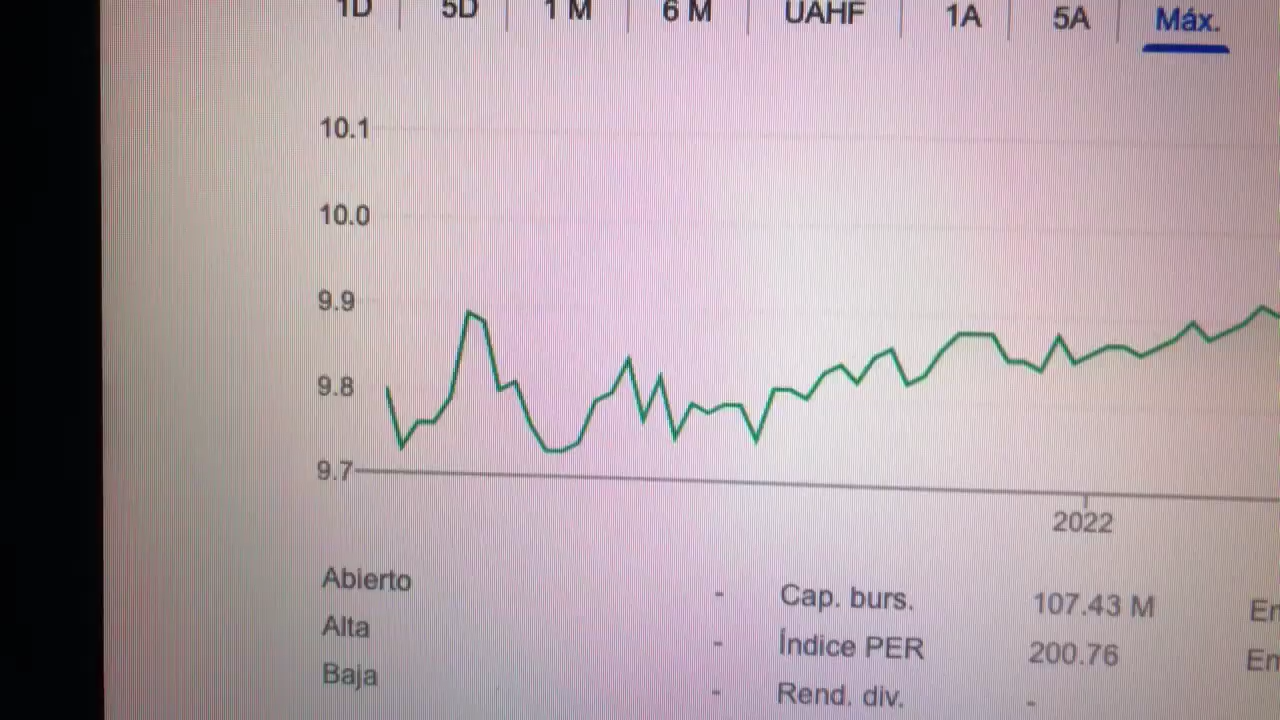 1D 5D 1 M 6 M UAHF 1A 5A Máx.
10.1
10.0
9.9
9.8
9.7
2022
Abierto - Cap. burs. 107.43 M
Alta - Índice PER 200.76
Baja - Rend. div. -